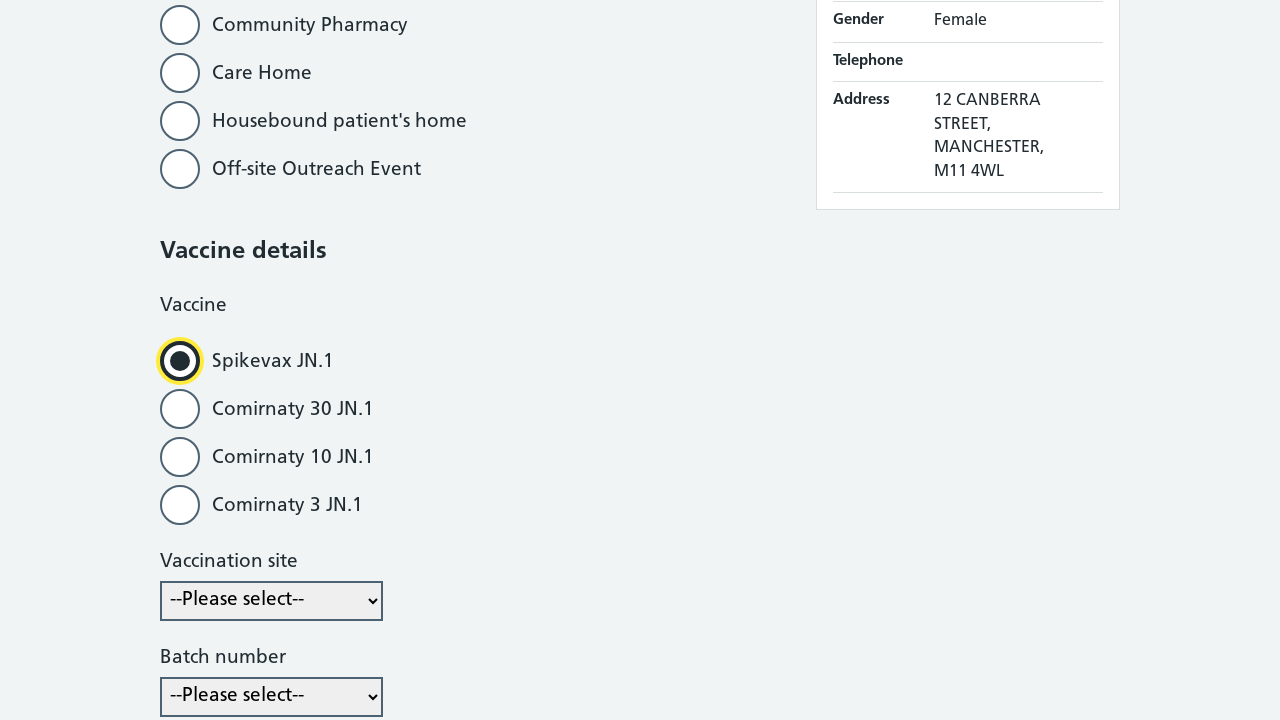 Community Pharmacy
Care Home
Housebound patient's home
Off-site Outreach Event
Vaccine details
Vaccine
Spikevax JN.1
Comirnaty 30 JN.1
Comirnaty 10 JN.1
Comirnaty 3 JN.1
Vaccination site
--Please select--
Batch number
--Please select--
Gender Female
Telephone
Address 12 CANBERRA
STREET,
MANCHESTER,
M11 4WL